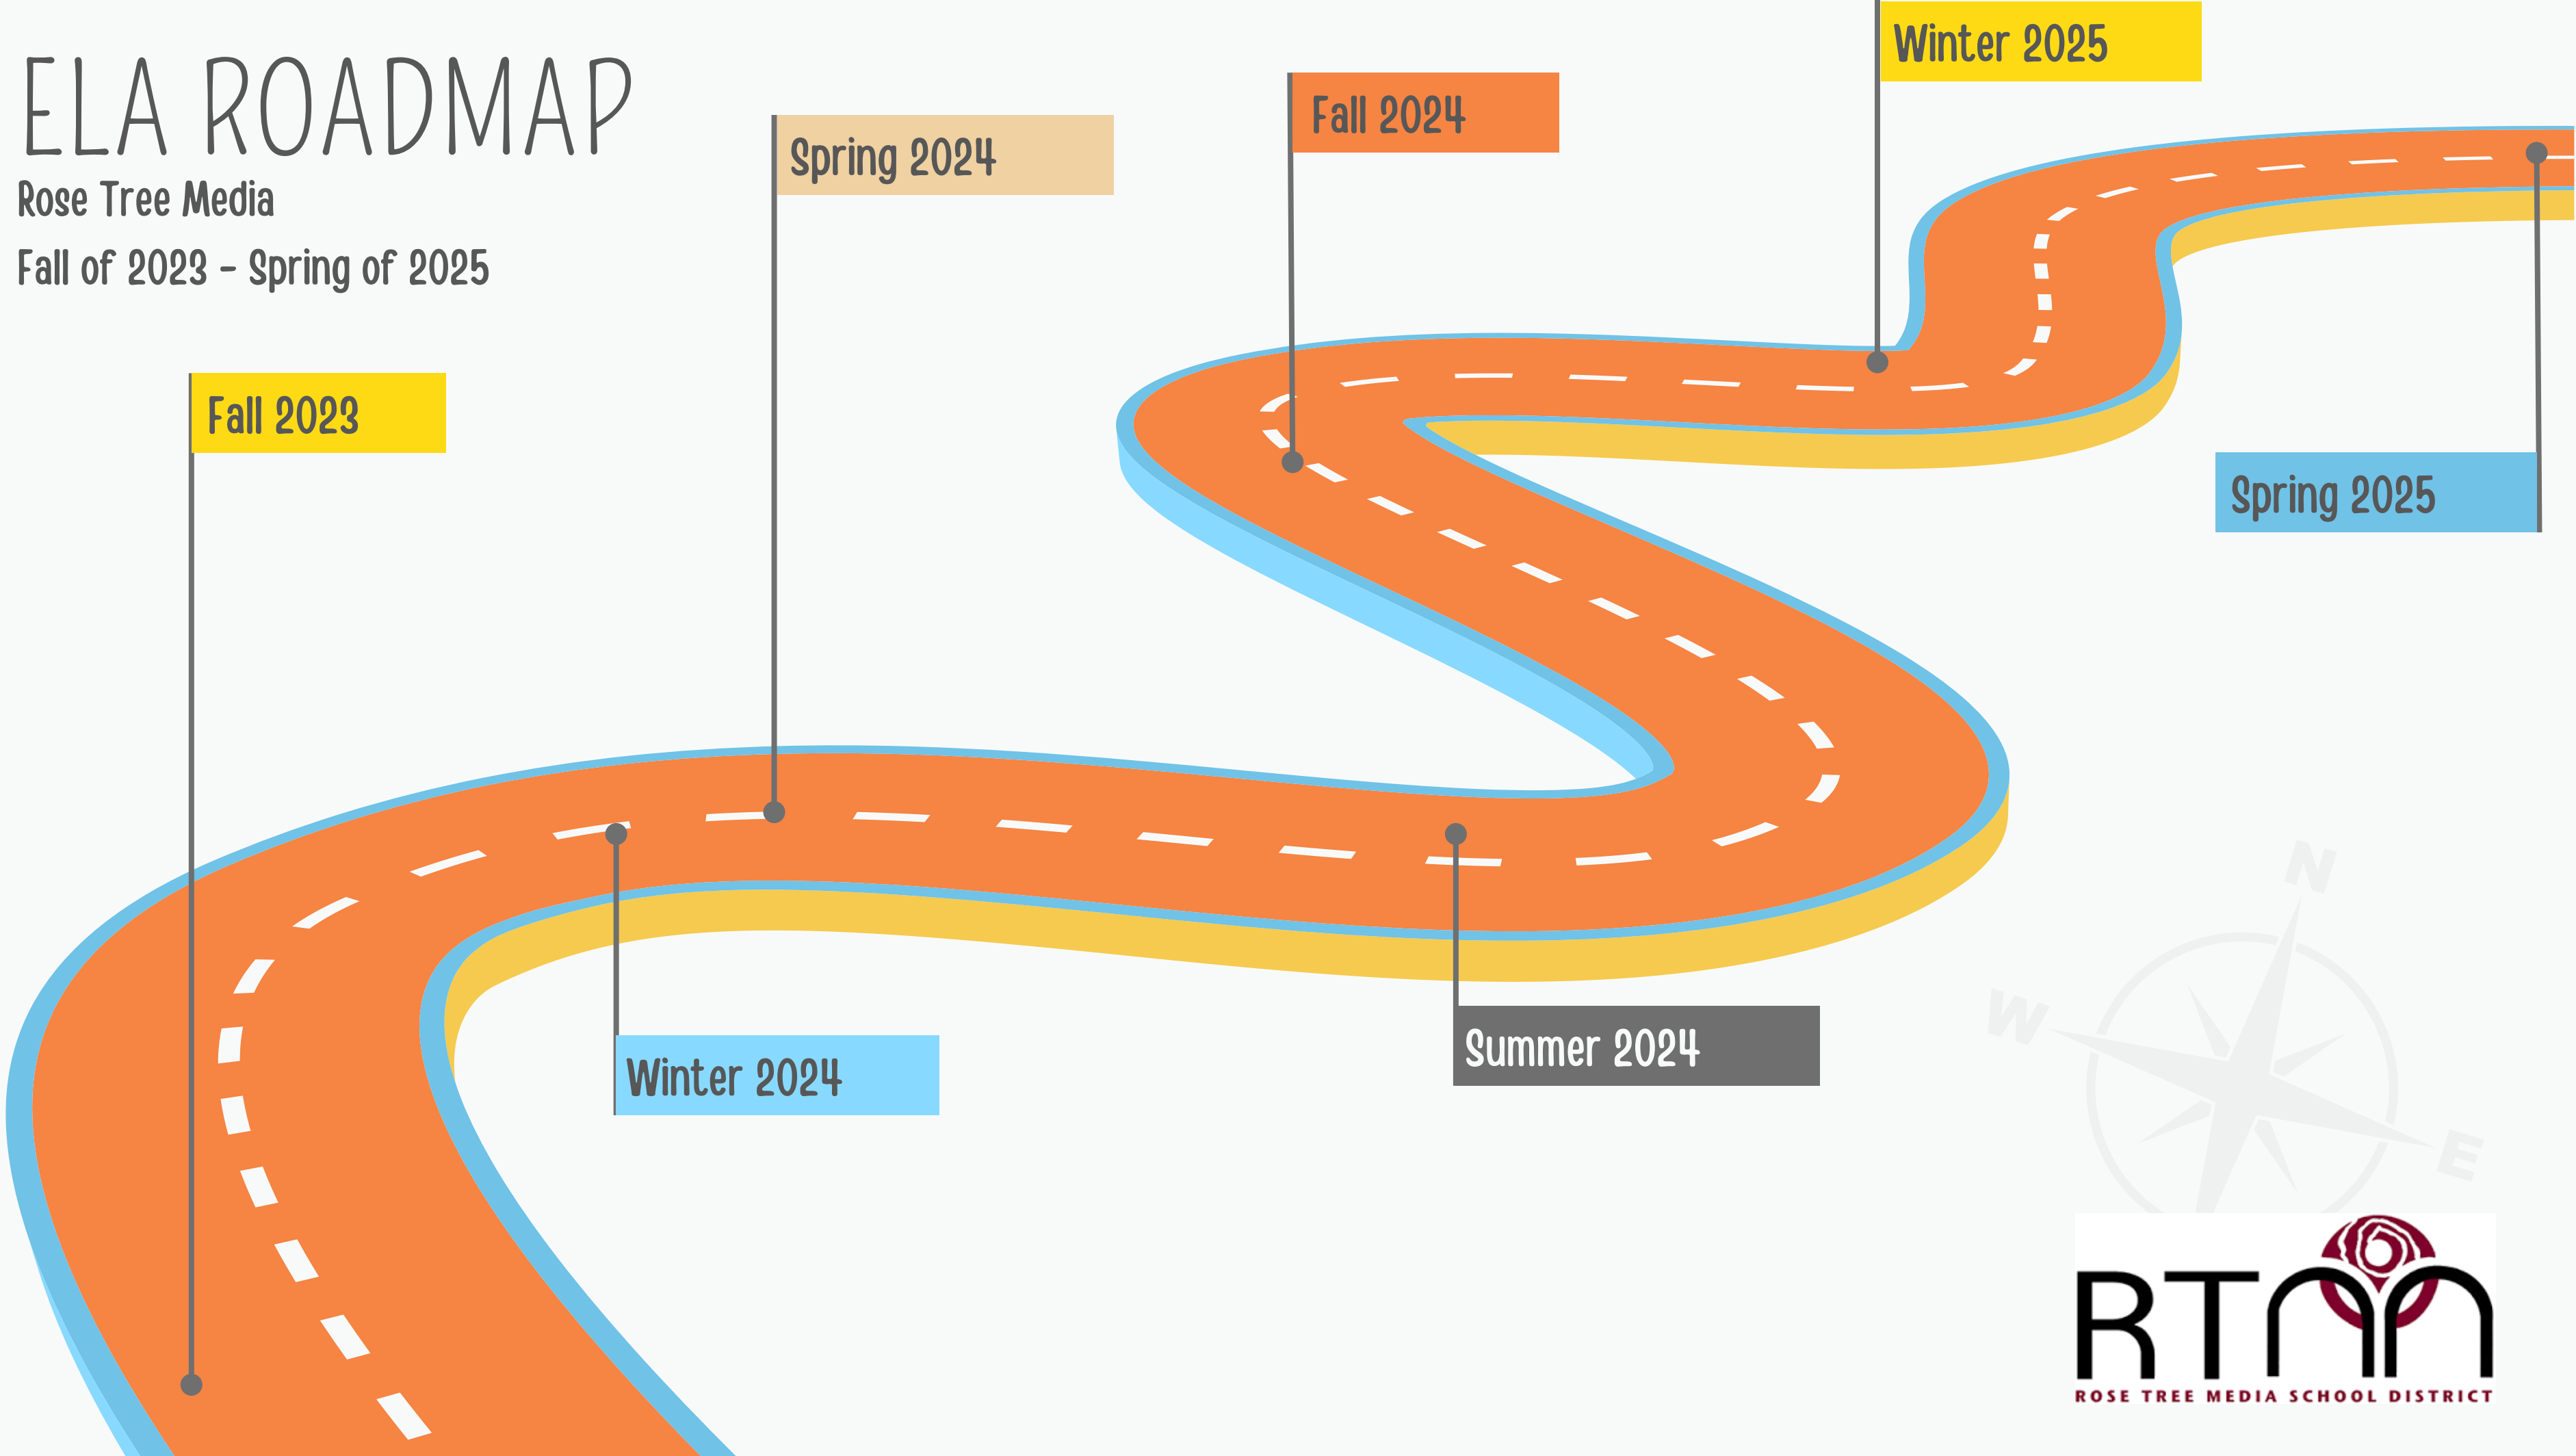 ELA ROADMAP
Rose Tree Media
Fall of 2023 - Spring of 2025
Fall 2023
Winter 2024
Spring 2024
Summer 2024
Fall 2024
Winter 2025
Spring 2025
N
W
E
RTM
ROSE TREE MEDIA SCHOOL DISTRICT